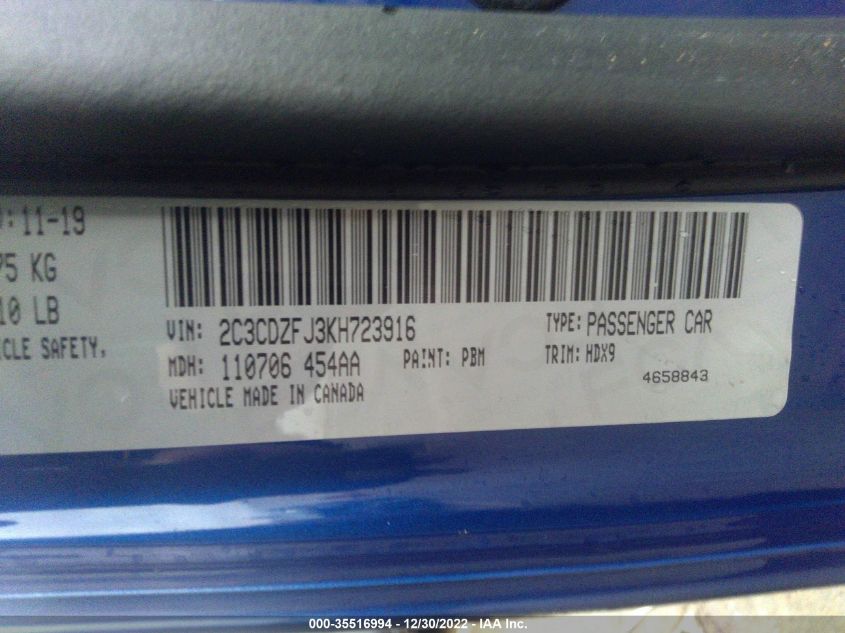 : 11-19
75 KG
10 LB
ICLE SAFETY,
VIN: 2C3CDZFJ3KH723916
TYPE: PASSENGER CAR
MDH: 110706 454AA
PAINT: PBM
TRIM: HDX9
VEHICLE MADE IN CANADA
4658843
000-35516994 - 12/30/2022 - IAA Inc.